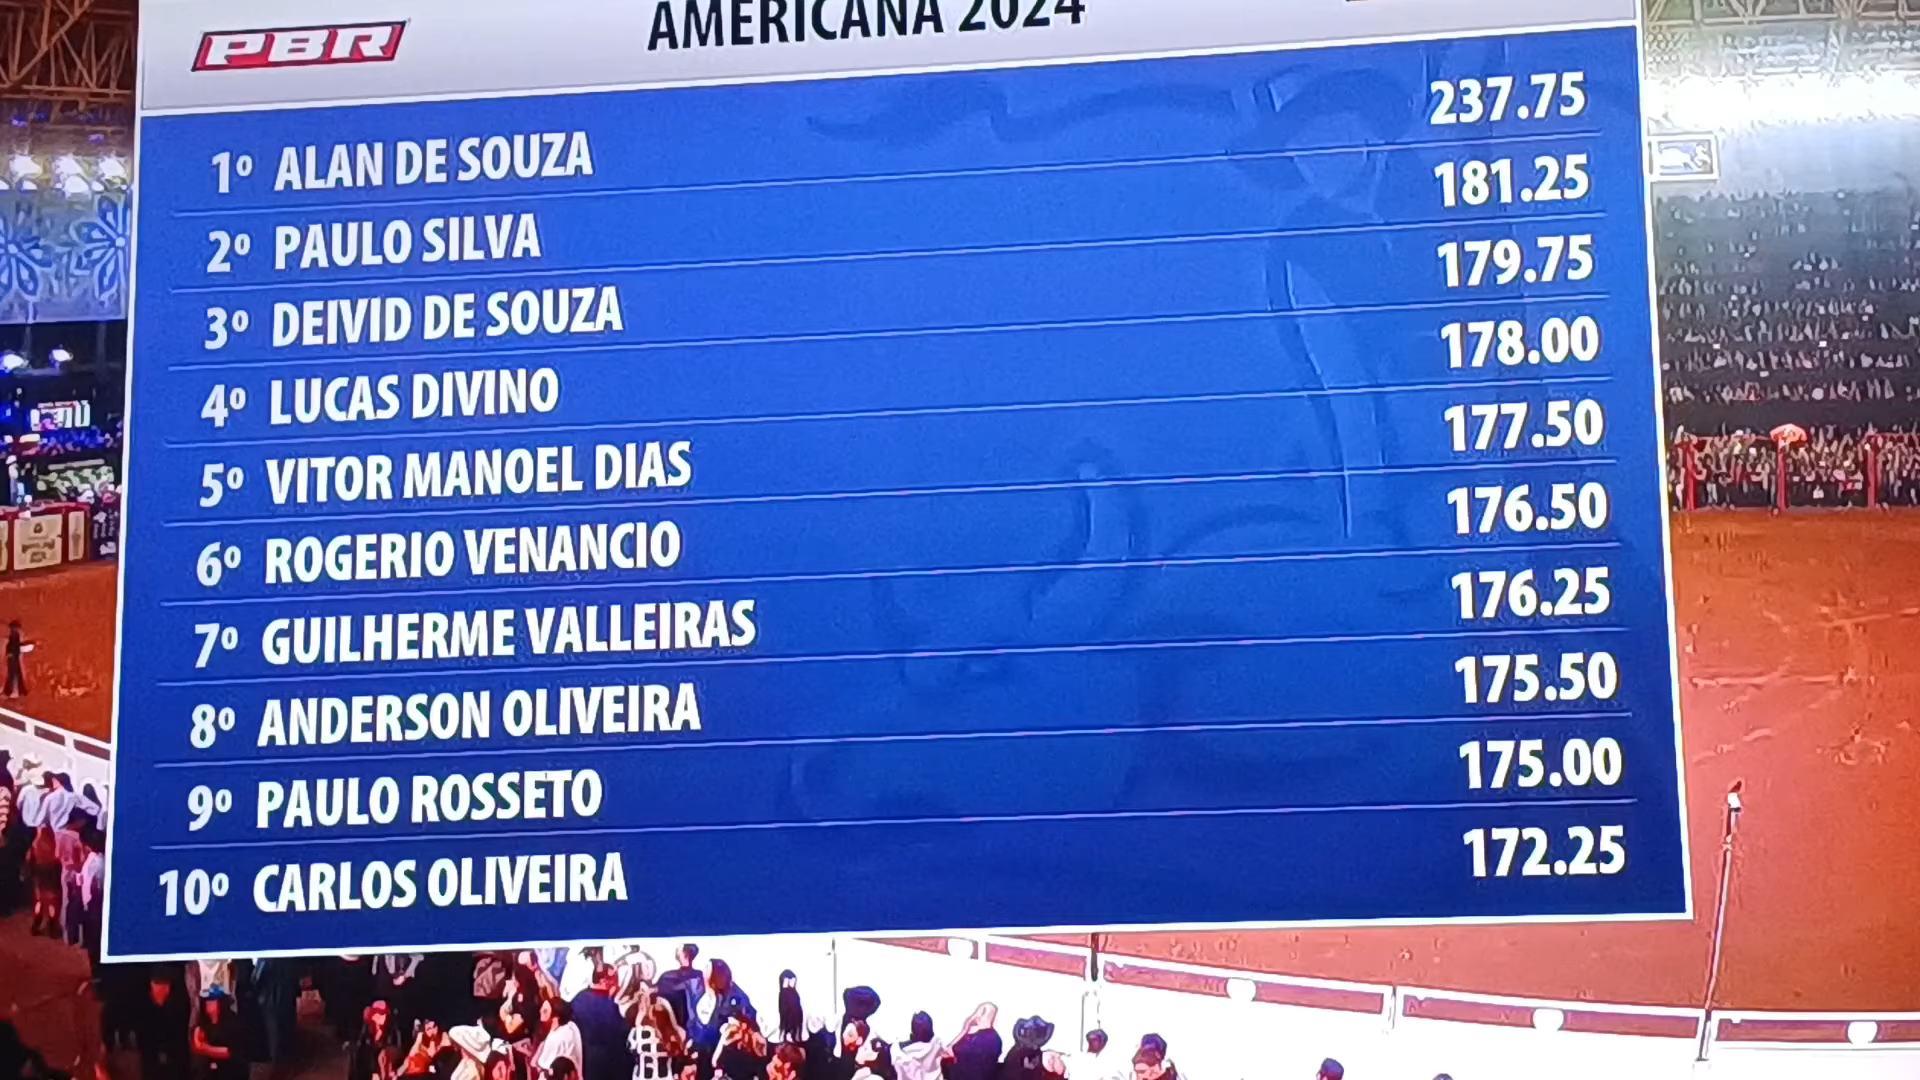 PBR
AMERICANA 2024
1º ALAN DE SOUZA 237.75
2º PAULO SILVA 181.25
3º DEIVID DE SOUZA 179.75
4º LUCAS DIVINO 178.00
5º VITOR MANOEL DIAS 177.50
6º ROGERIO VENANCIO 176.50
7º GUILHERME VALLEIRAS 176.25
8º ANDERSON OLIVEIRA 175.50
9º PAULO ROSSETO 175.00
10º CARLOS OLIVEIRA 172.25